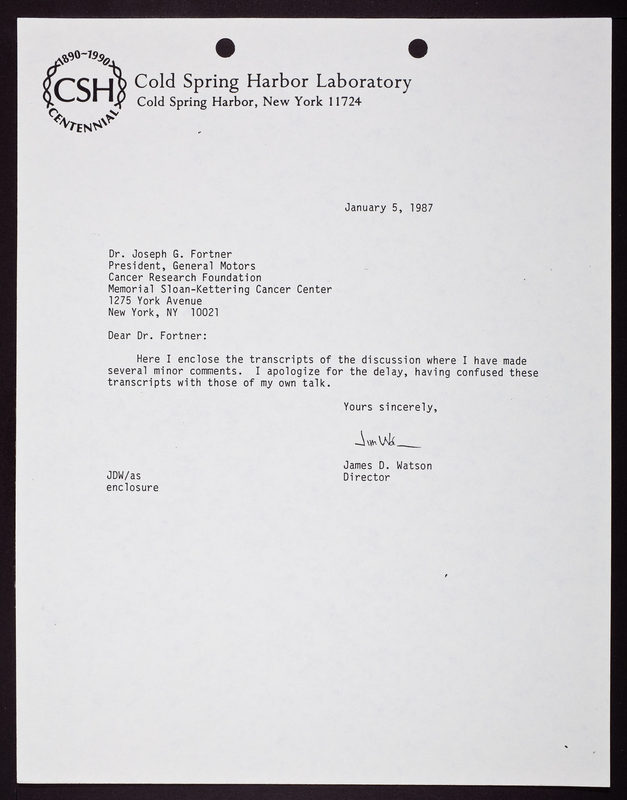 1890-1990
CSH
CENTENNIAL
Cold Spring Harbor Laboratory
Cold Spring Harbor, New York 11724
January 5, 1987
Dr. Joseph G. Fortner
President, General Motors
Cancer Research Foundation
Memorial Sloan-Kettering Cancer Center
1275 York Avenue
New York, NY 10021
Dear Dr. Fortner:
Here I enclose the transcripts of the discussion where I have made
several minor comments. I apologize for the delay, having confused these
transcripts with those of my own talk.
Yours sincerely,
Jim Wa
James D. Watson
Director
JDW/as
enclosure